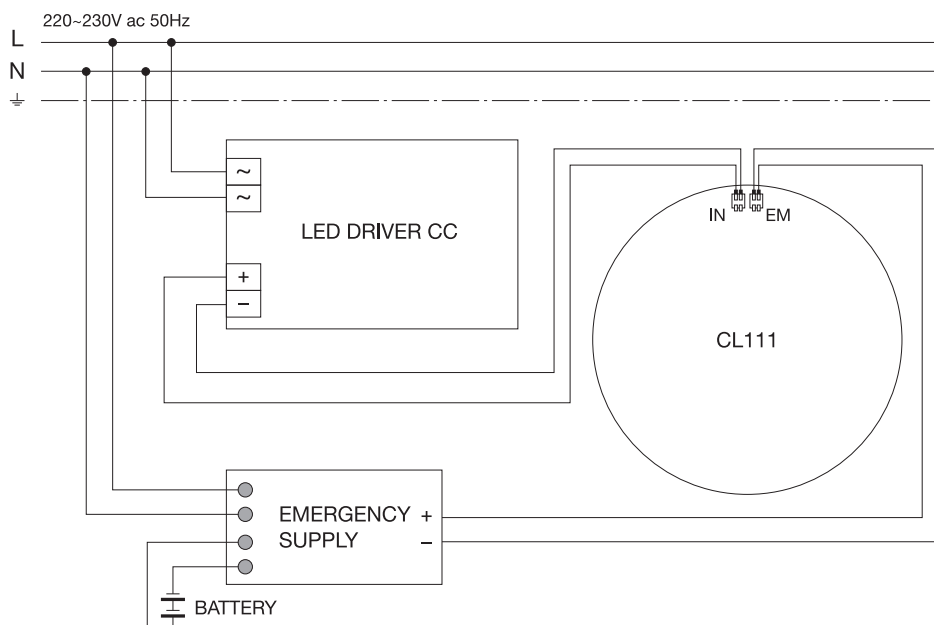 220~230V ac 50Hz
L
N
~
~
LED DRIVER CC
+
−
IN EM
CL111
EMERGENCY +
SUPPLY −
BATTERY